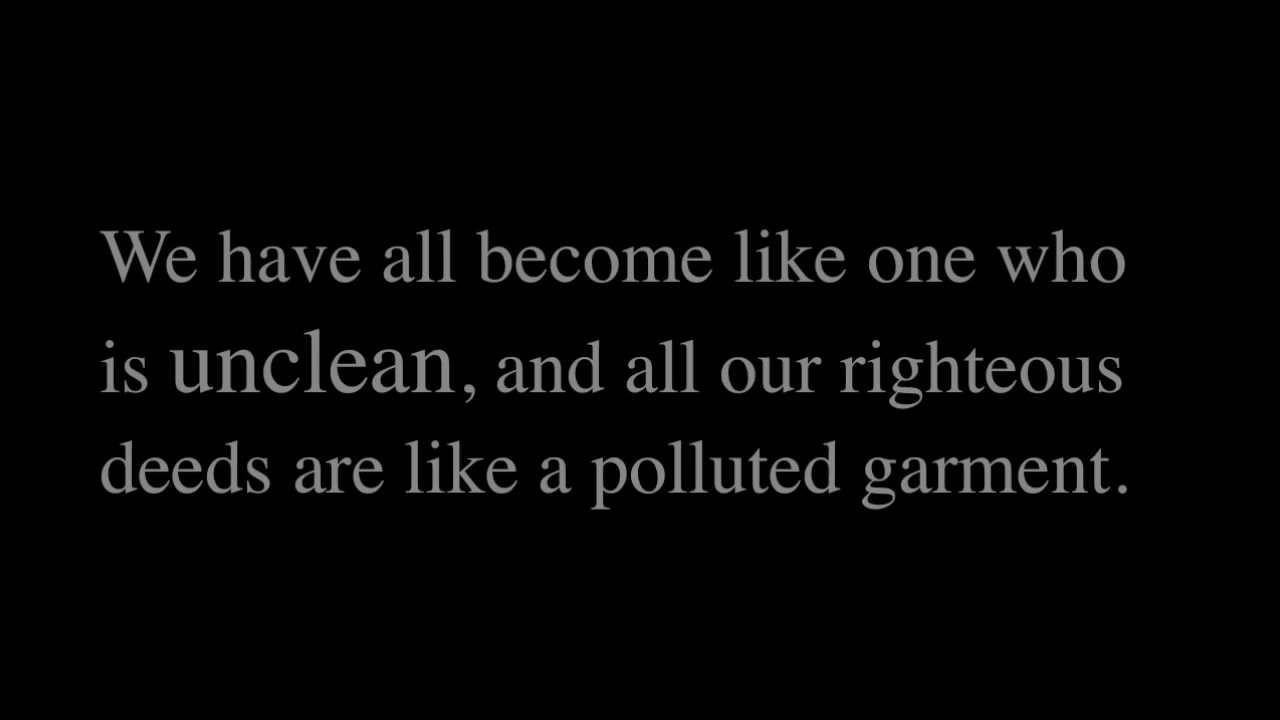 We have all become like one who
is unclean, and all our righteous
deeds are like a polluted garment.